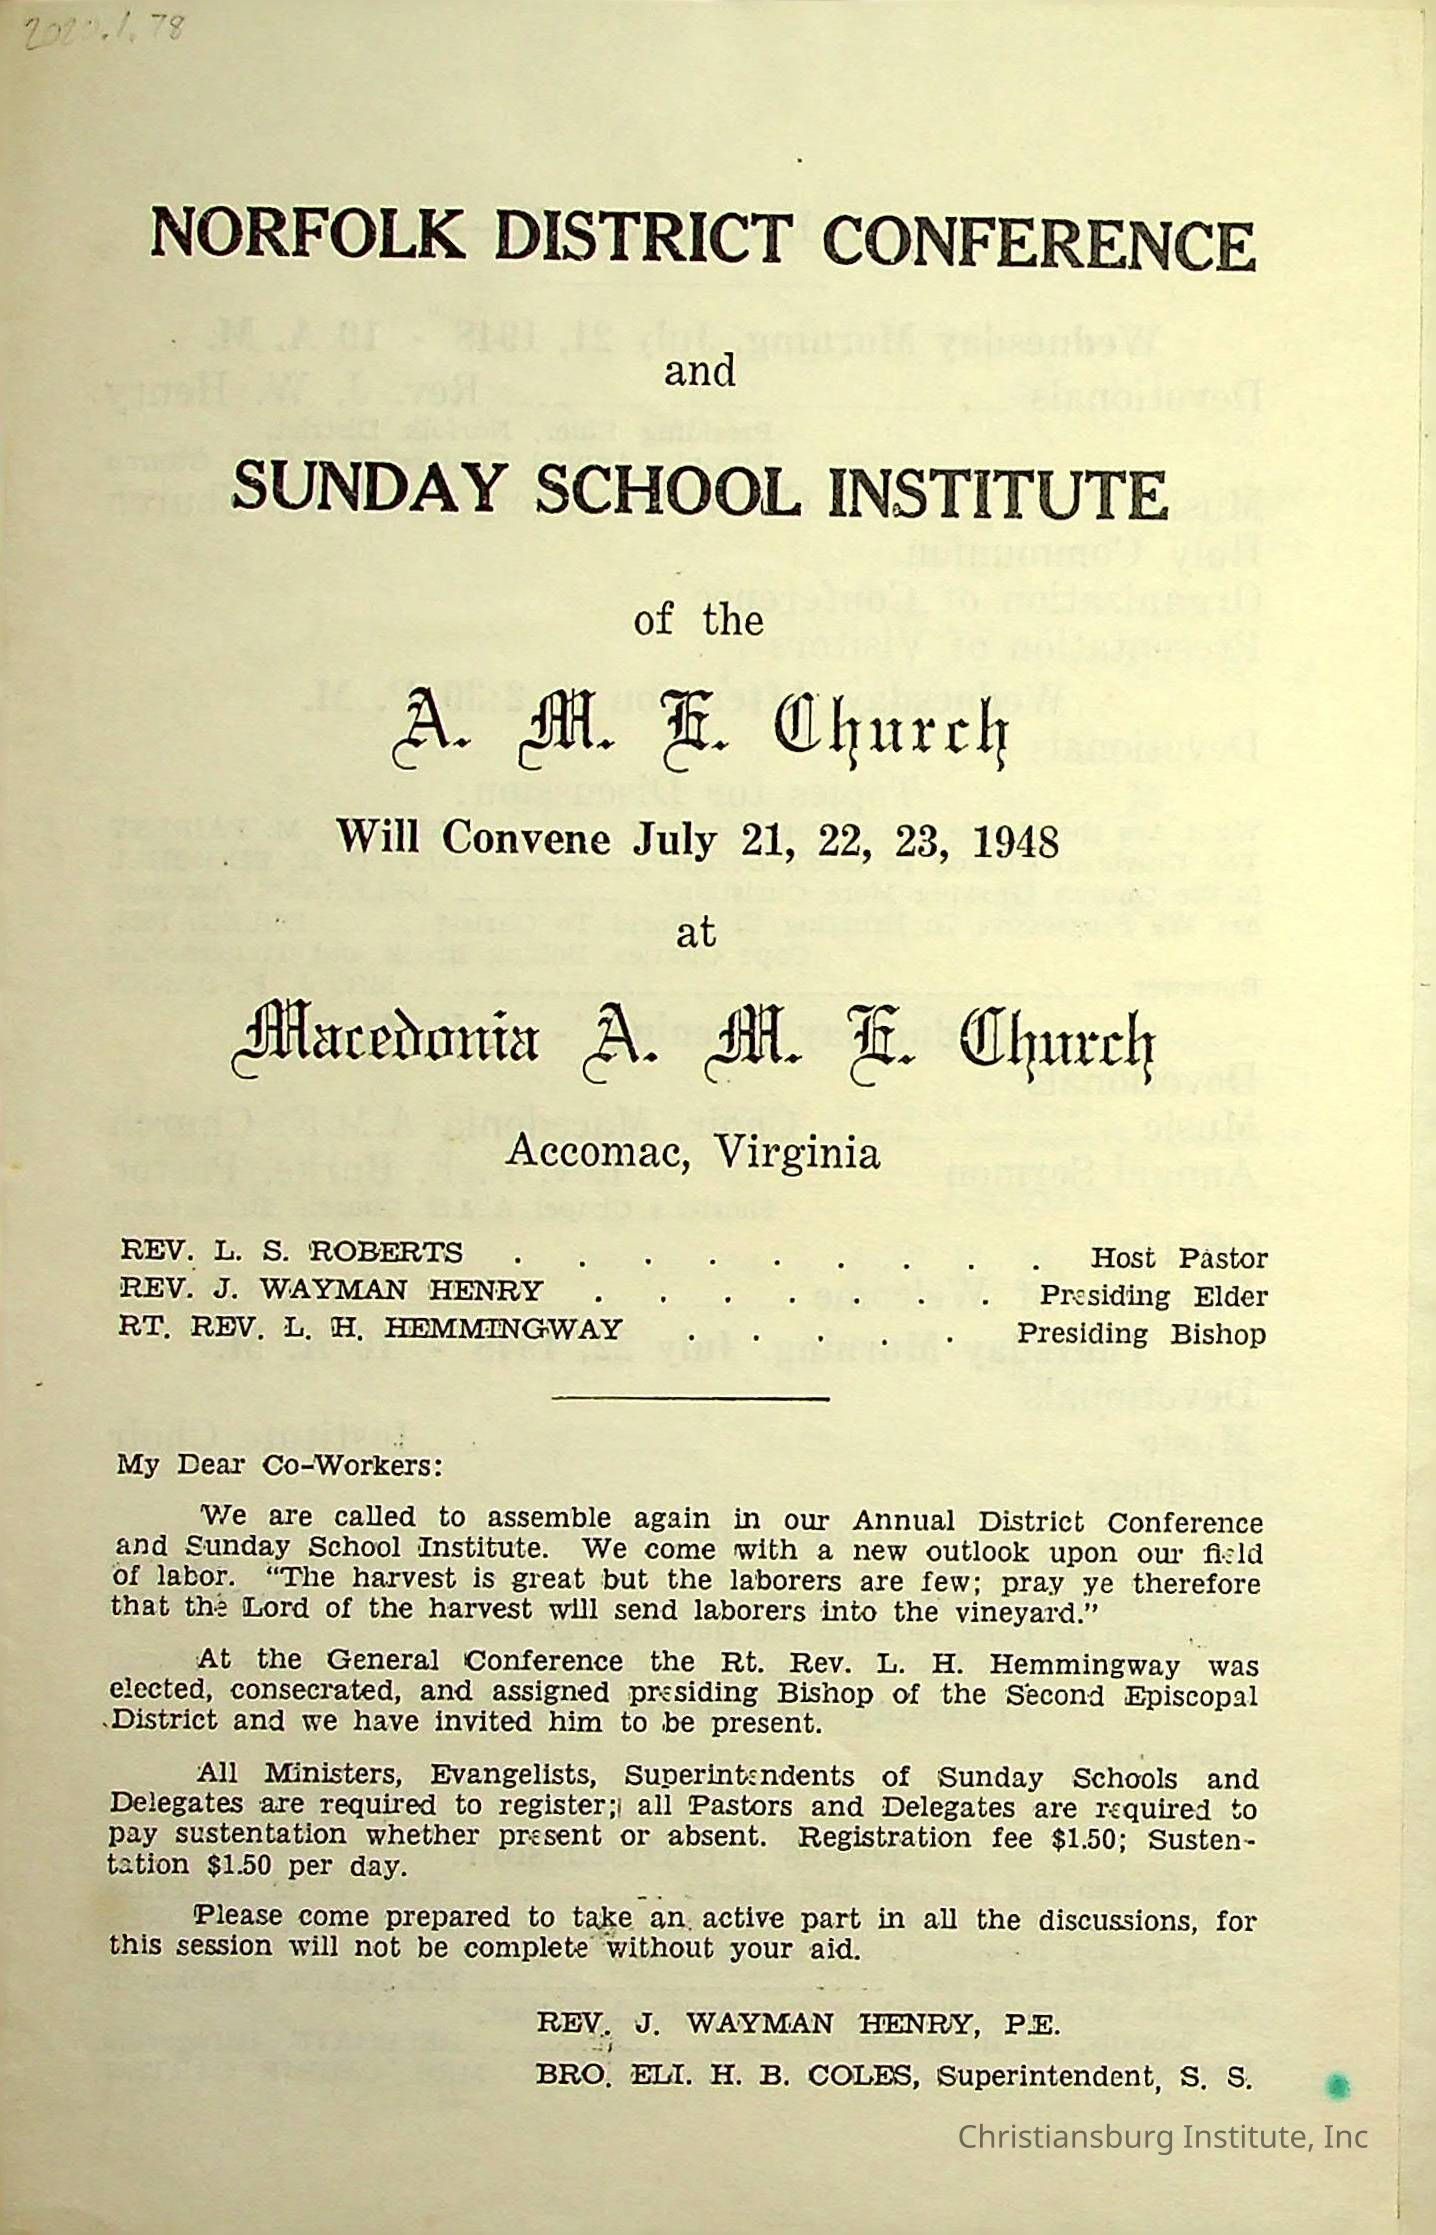 NORFOLK DISTRICT CONFERENCE
and
SUNDAY SCHOOL INSTITUTE
of the
A. M. E. Church
Will Convene July 21, 22, 23, 1948
at
Macedonia A. M. E. Church
Accomac, Virginia
REV. L. S. ROBERTS . . . . . . . . . Host Pastor
REV. J. WAYMAN HENRY . . . . . . . Presiding Elder
RT. REV. L. H. HEMMINGWAY . . . . . Presiding Bishop
My Dear Co-Workers:
We are called to assemble again in our Annual District Conference
and Sunday School Institute. We come with a new outlook upon our field
of labor. “The harvest is great but the laborers are few; pray ye therefore
that the Lord of the harvest will send laborers into the vineyard.”
At the General Conference the Rt. Rev. L. H. Hemmingway was
elected, consecrated, and assigned presiding Bishop of the Second Episcopal
District and we have invited him to be present.
All Ministers, Evangelists, Superintendents of Sunday Schools and
Delegates are required to register; all Pastors and Delegates are required to
pay sustentation whether present or absent. Registration fee $1.50; Susten-
tation $1.50 per day.
Please come prepared to take an active part in all the discussions, for
this session will not be complete without your aid.
REV. J. WAYMAN HENRY, P.E.
BRO. ELI. H. B. COLES, Superintendent, S. S.
Christiansburg Institute, Inc